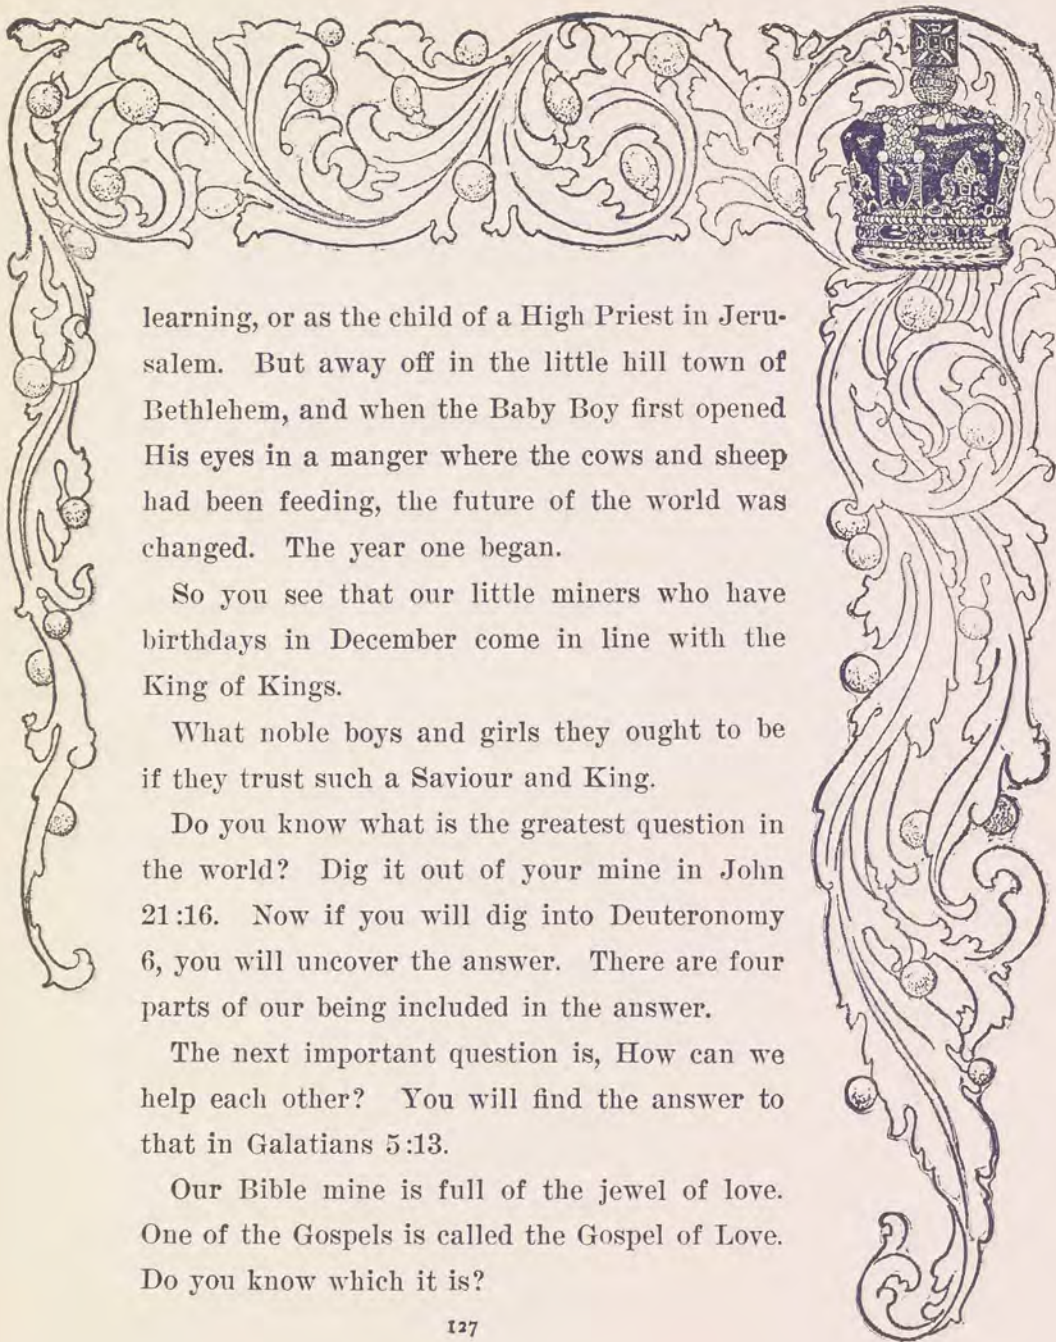 learning, or as the child of a High Priest in Jeru-
salem. But away off in the little hill town of
Bethlehem, and when the Baby Boy first opened
His eyes in a manger where the cows and sheep
had been feeding, the future of the world was
changed. The year one began.
So you see that our little miners who have
birthdays in December come in line with the
King of Kings.
What noble boys and girls they ought to be
if they trust such a Saviour and King.
Do you know what is the greatest question in
the world? Dig it out of your mine in John
21:16. Now if you will dig into Deuteronomy
6, you will uncover the answer. There are four
parts of our being included in the answer.
The next important question is, How can we
help each other? You will find the answer to
that in Galatians 5:13.
Our Bible mine is full of the jewel of love.
One of the Gospels is called the Gospel of Love.
Do you know which it is?
127